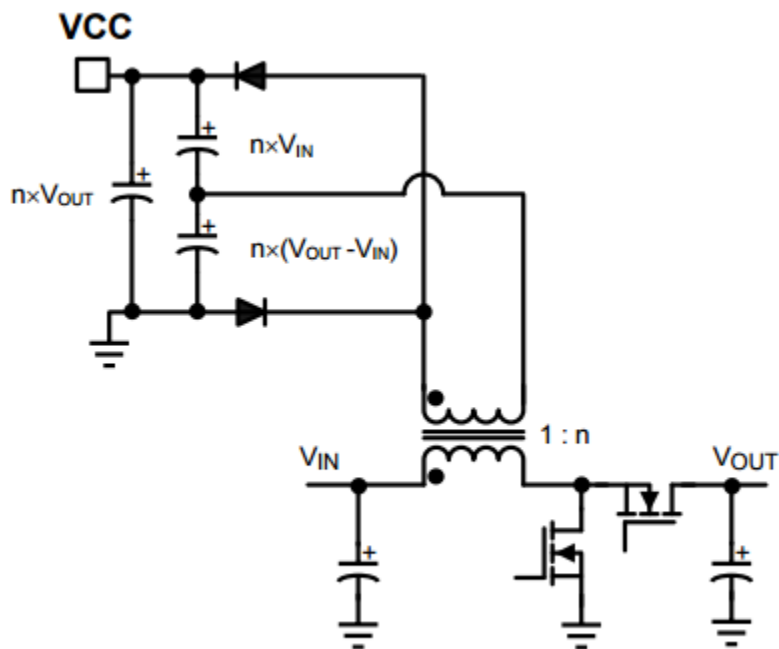 VCC
+
n×VIN
+
n×VOUT
+
n×(VOUT -VIN)
1 : n
VIN
VOUT
+
+